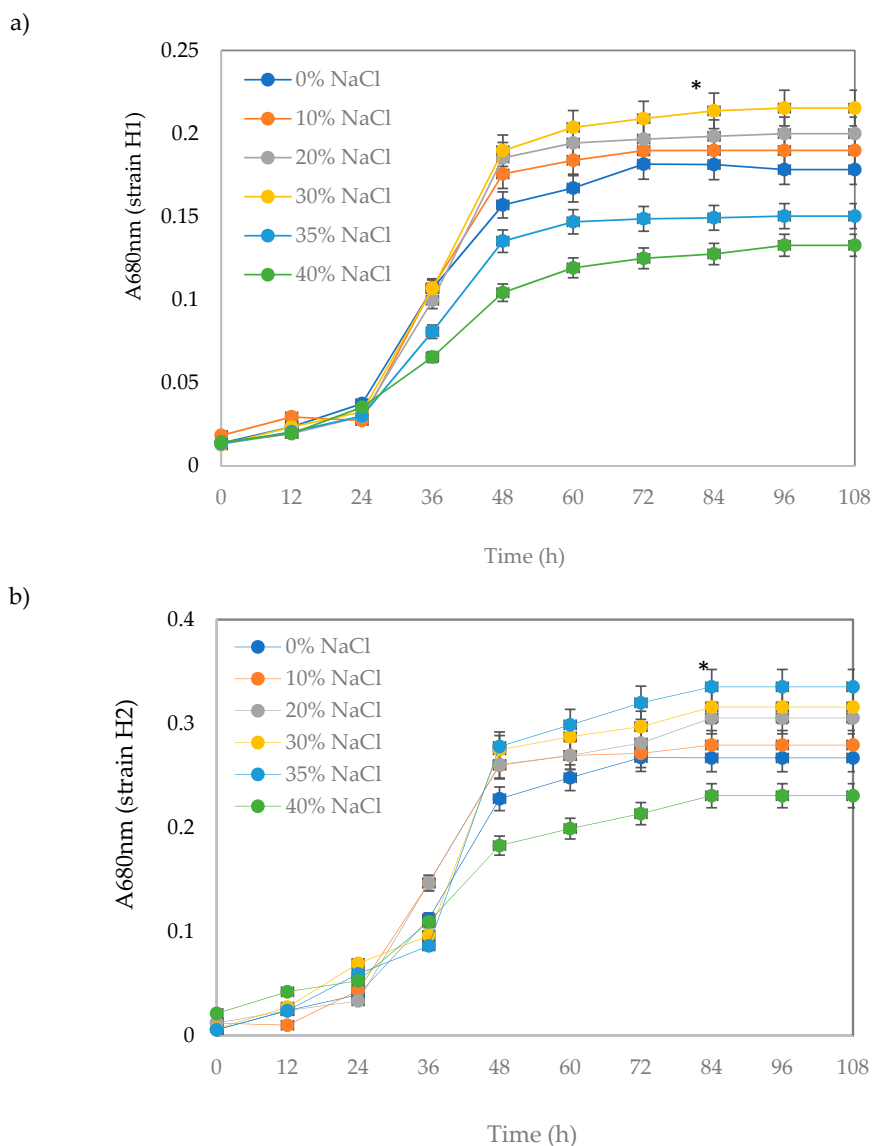 a)
A680nm (strain H1)
0.25
0.2
0.15
0.1
0.05
0
0% NaCl
10% NaCl
20% NaCl
30% NaCl
35% NaCl
40% NaCl
*
0 12 24 36 48 60 72 84 96 108
Time (h)
b)
A680nm (strain H2)
0.4
0.3
0.2
0.1
0
0% NaCl
10% NaCl
20% NaCl
30% NaCl
35% NaCl
40% NaCl
*
0 12 24 36 48 60 72 84 96 108
Time (h)